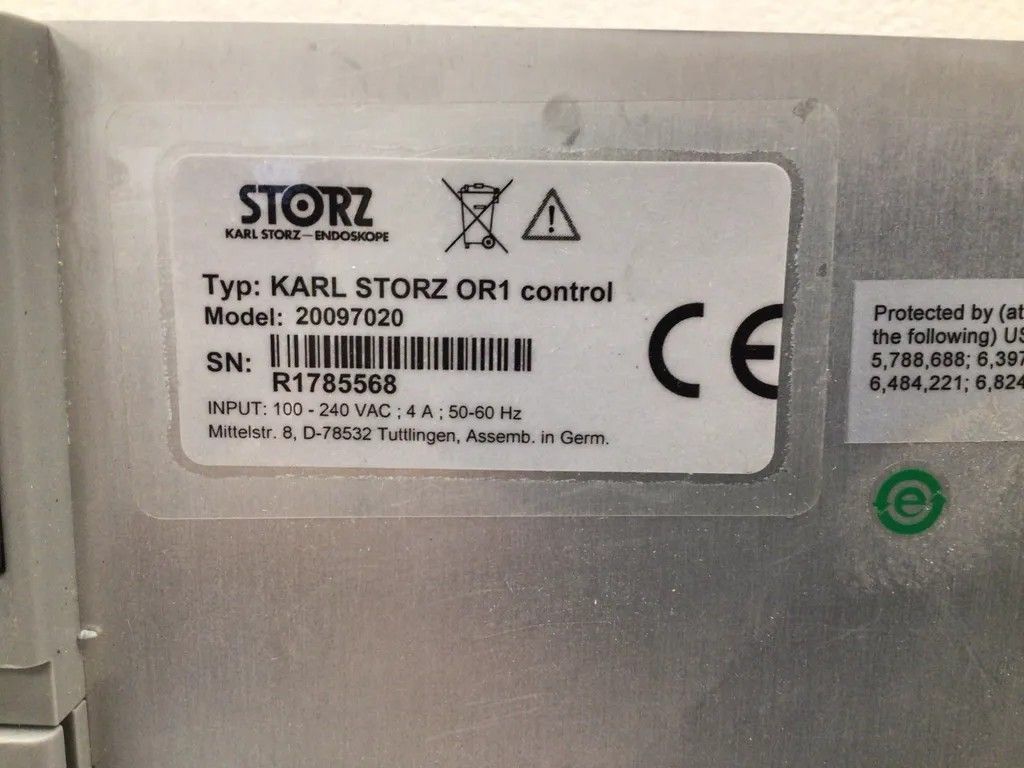 STORZ
KARL STORZ—ENDOSKOPE
Typ: KARL STORZ OR1 control
Model: 20097020
SN:
R1785568
INPUT: 100 - 240 VAC ; 4 A ; 50-60 Hz
Mittelstr. 8, D-78532 Tuttlingen, Assemb. in Germ.
CE
Protected by (at
the following) US
5,788,688; 6,397
6,484,221; 6,824
e